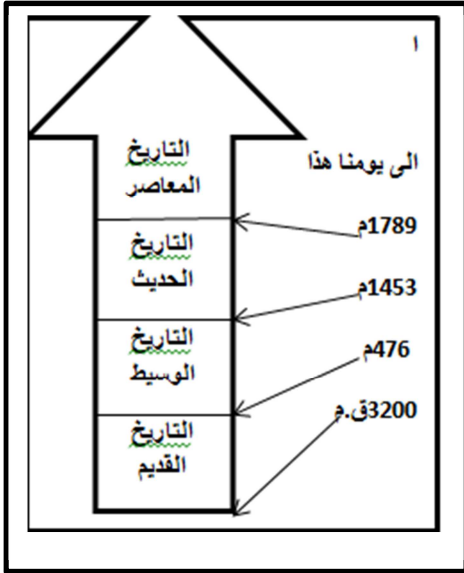 ا
التاريخ
المعاصر
الى يومنا هذا
1789م
التاريخ
الحديث
1453م
التاريخ
الوسيط
476م
3200ق.م
التاريخ
القديم